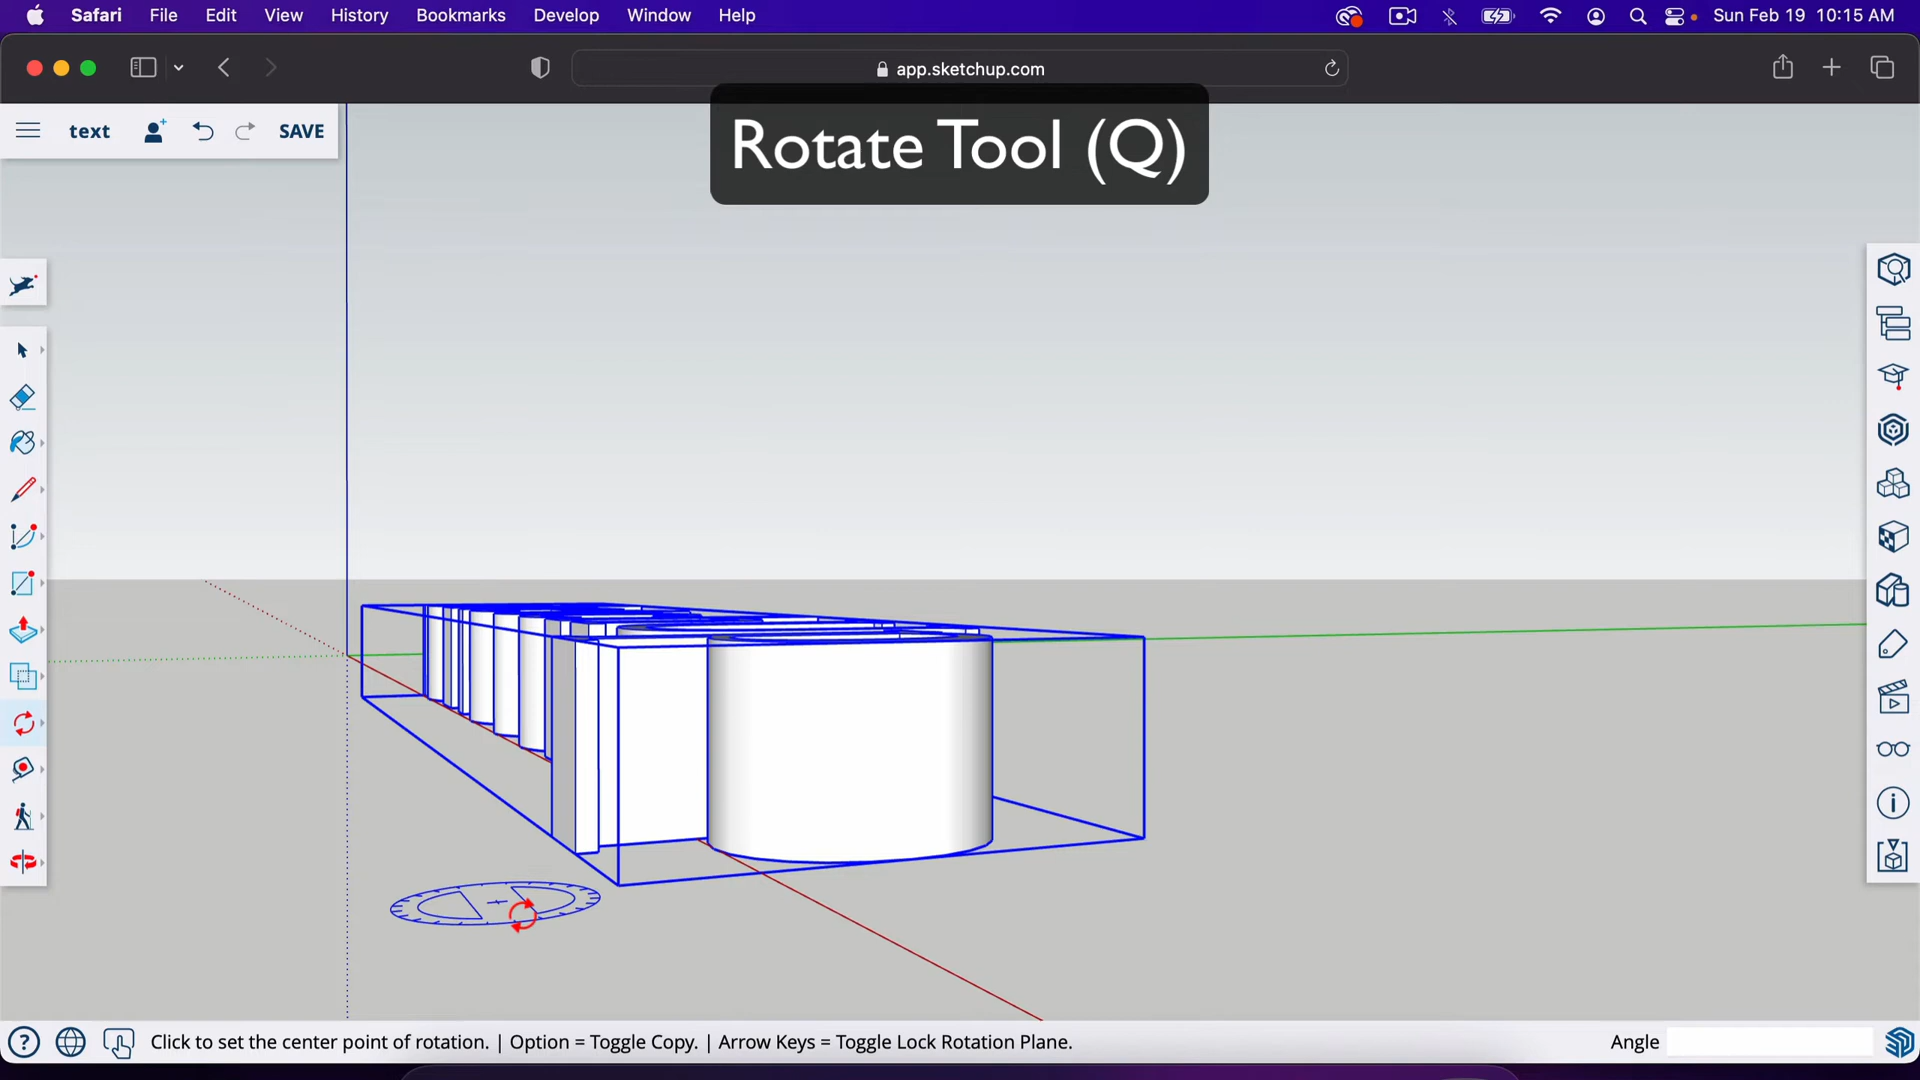 Safari File Edit View History Bookmarks Develop Window Help Sun Feb 19 10:15 AM
app.sketchup.com
text SAVE
Rotate Tool (Q)
Click to set the center point of rotation. | Option = Toggle Copy. | Arrow Keys = Toggle Lock Rotation Plane. Angle